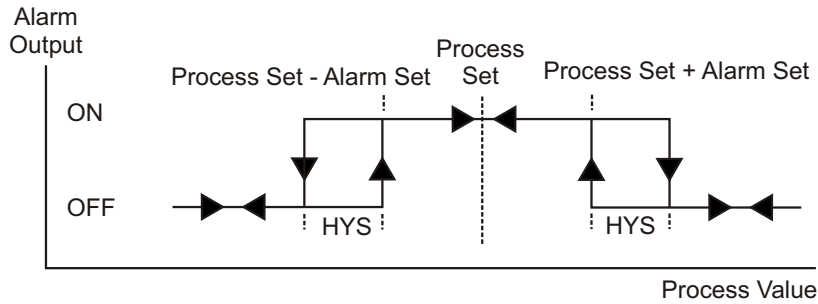 Alarm
Output
Process
Set
Process Set - Alarm Set
Process Set + Alarm Set
ON
OFF
HYS
HYS
Process Value